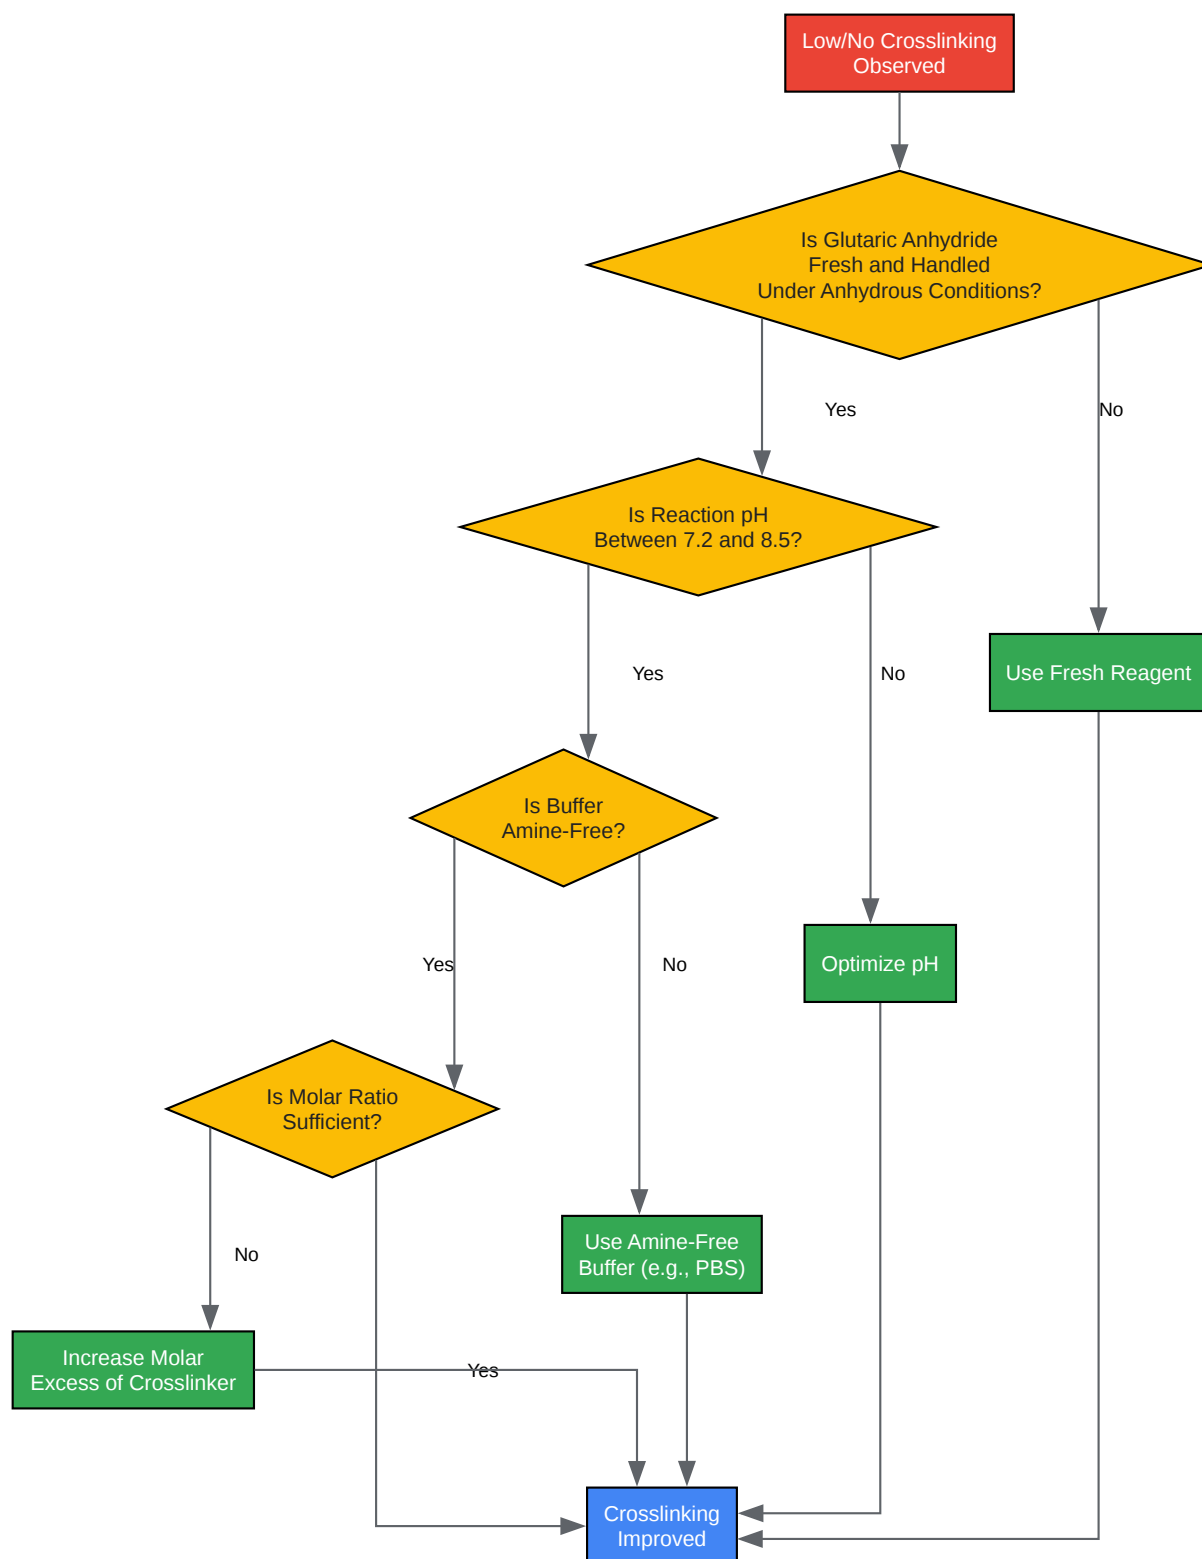 Low/No Crosslinking
Observed
Is Glutaric Anhydride
Fresh and Handled
Under Anhydrous Conditions?
Yes
No
Is Reaction pH
Between 7.2 and 8.5?
Yes
No
Use Fresh Reagent
Is Buffer
Amine-Free?
Yes
No
Optimize pH
Is Molar Ratio
Sufficient?
No
Use Amine-Free
Buffer (e.g., PBS)
Increase Molar
Excess of Crosslinker
Yes
Crosslinking
Improved